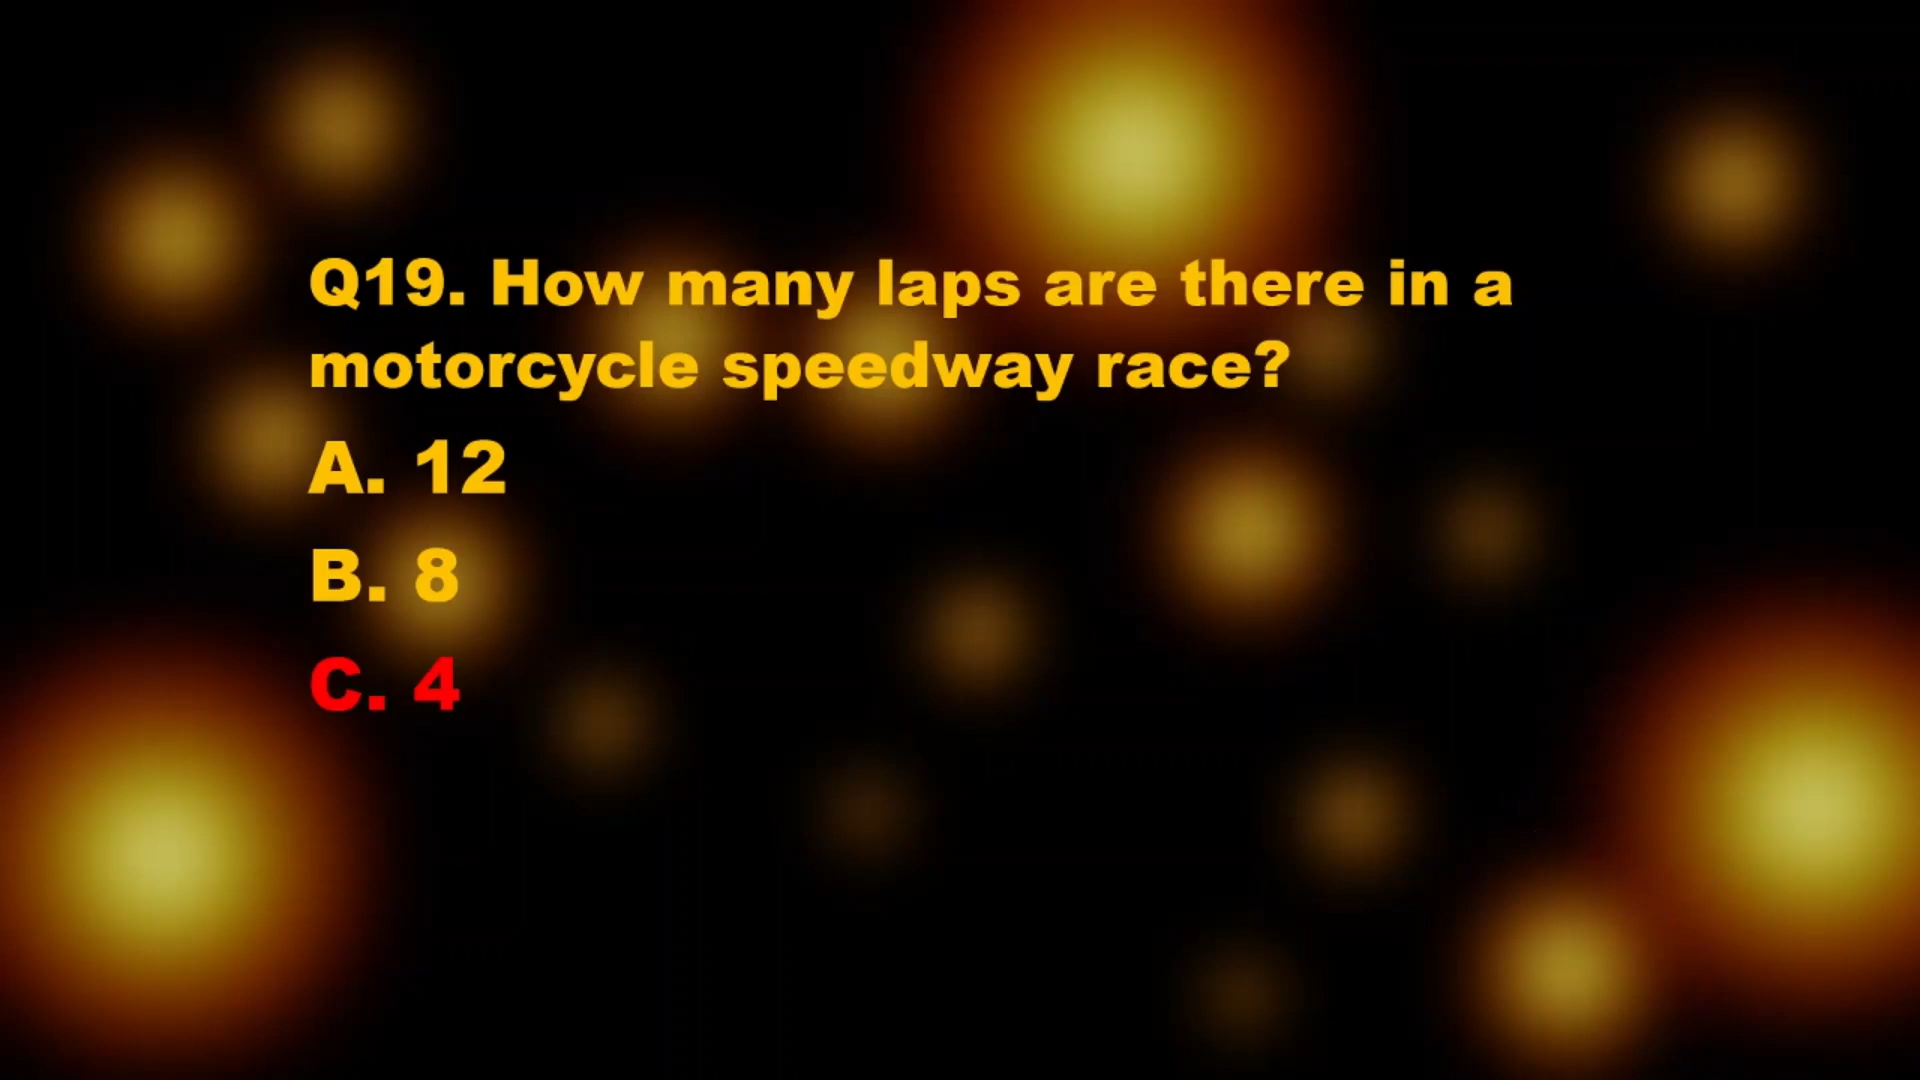 Q19. How many laps are there in a
motorcycle speedway race?
A. 12
B. 8
C. 4